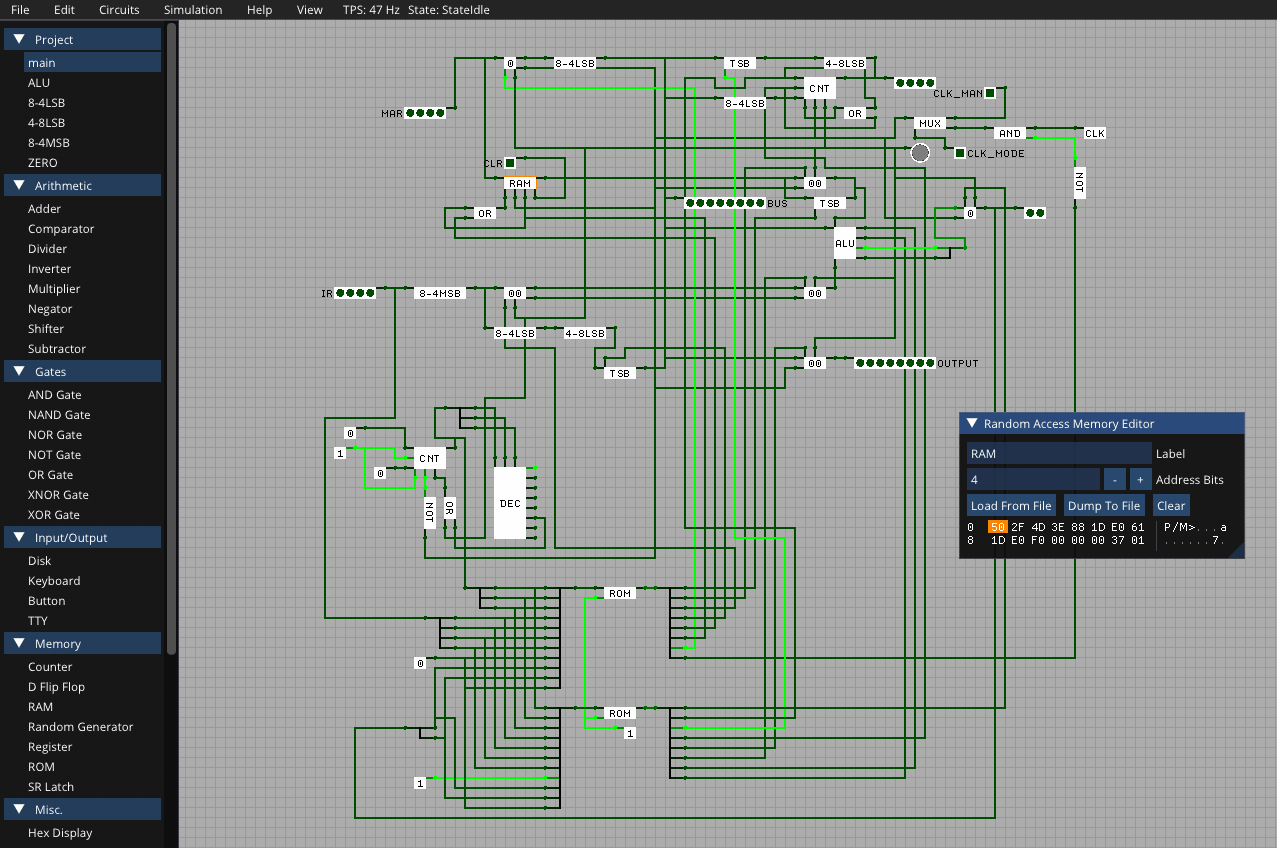 File Edit Circuits Simulation Help View TPS: 47 Hz State: StateIdle
Project
main
ALU
8-4LSB
4-8LSB
8-4MSB
ZERO
Arithmetic
Adder
Comparator
Divider
Inverter
Multiplier
Negator
Shifter
Subtractor
Gates
AND Gate
NAND Gate
NOR Gate
NOT Gate
OR Gate
XNOR Gate
XOR Gate
Input/Output
Disk
Keyboard
Button
TTY
Memory
Counter
D Flip Flop
RAM
Random Generator
Register
ROM
SR Latch
Misc.
Hex Display
0 8-4LSB TSB 4-8LSB
CNT
CLK_MAN
8-4LSB
MAR
OR
MUX
AND CLK
CLK_MODE
CLR
RAM
00
NOT
BUS
TSB
OR
0
ALU
IR
8-4MSB
00
00
8-4LSB 4-8LSB
TSB
00
OUTPUT
0
1
CNT
0
DEC
NOT
OR
ROM
0
ROM
1
1
Random Access Memory Editor
RAM Label
4 - + Address Bits
Load From File Dump To File Clear
0 50 2F 4D 3E 88 1D E0 61 P/M>...a
8 1D E0 F0 00 00 00 37 01 ......7.